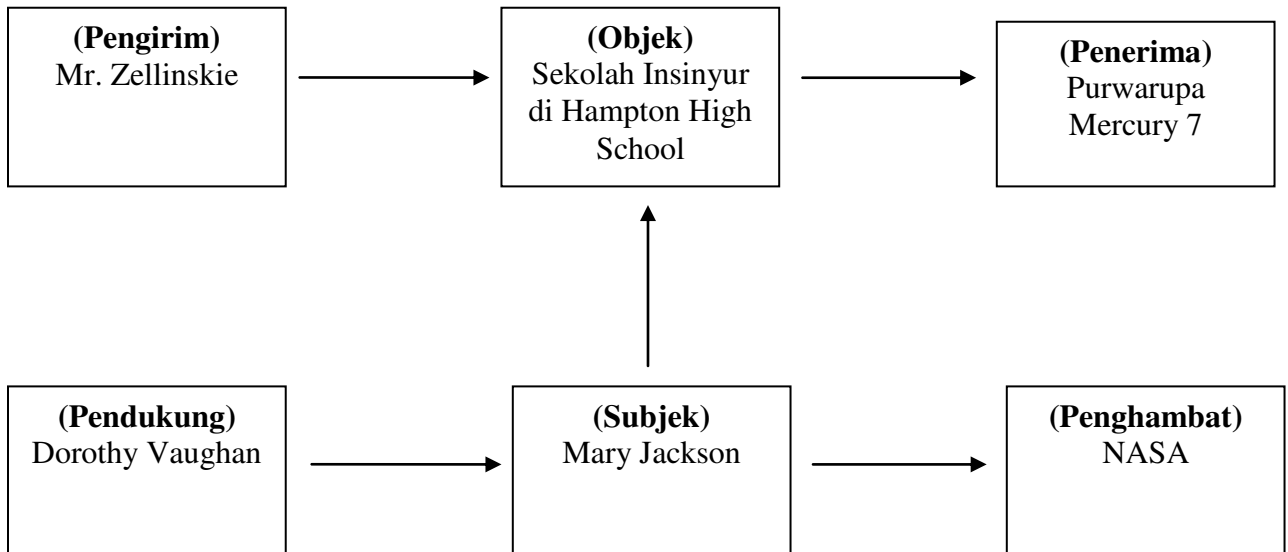 (Pengirim)
Mr. Zellinskie
(Objek)
Sekolah Insinyur
di Hampton High
School
(Penerima)
Purwarupa
Mercury 7
(Pendukung)
Dorothy Vaughan
(Subjek)
Mary Jackson
(Penghambat)
NASA